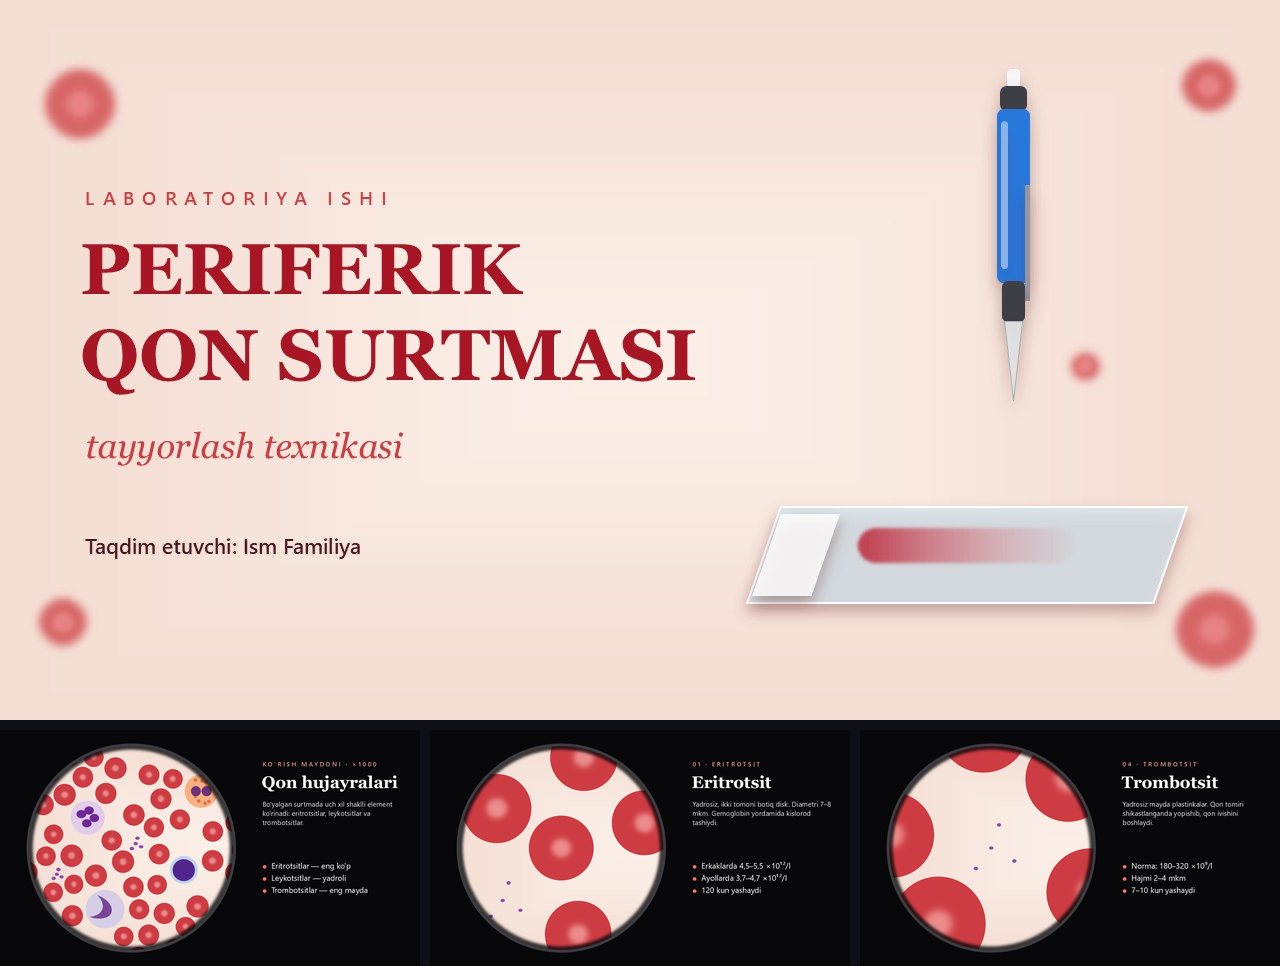 LABORATORIYA ISHI
PERIFERIK
QON SURTMASI
tayyorlash texnikasi
Taqdim etuvchi: Ism Familiya
KO'RISH MAYDONI · ×1000
Qon hujayralari
Bo'yalgan surtmada uch xil shaklli element
ko'rinadi: eritrotsitlar, leykotsitlar va
trombotsitlar.
● Eritrotsitlar — eng ko'p
● Leykotsitlar — yadroli
● Trombotsitlar — eng mayda
01 · ERITROTSIT
Eritrotsit
Yadrosiz, ikki tomoni botiq disk. Diametri 7–8
mkm. Gemoglobin yordamida kislorod
tashiydi.
● Erkaklarda 4,5–5,5 ×10¹²/l
● Ayollarda 3,7–4,7 ×10¹²/l
● 120 kun yashaydi
04 · TROMBOTSIT
Trombotsit
Yadrosiz mayda plastinkalar. Qon tomiri
shikastlanganda yopishib, qon ivishini
boshlaydi.
● Norma: 180–320 ×10⁹/l
● Hajmi 2–4 mkm
● 7–10 kun yashaydi